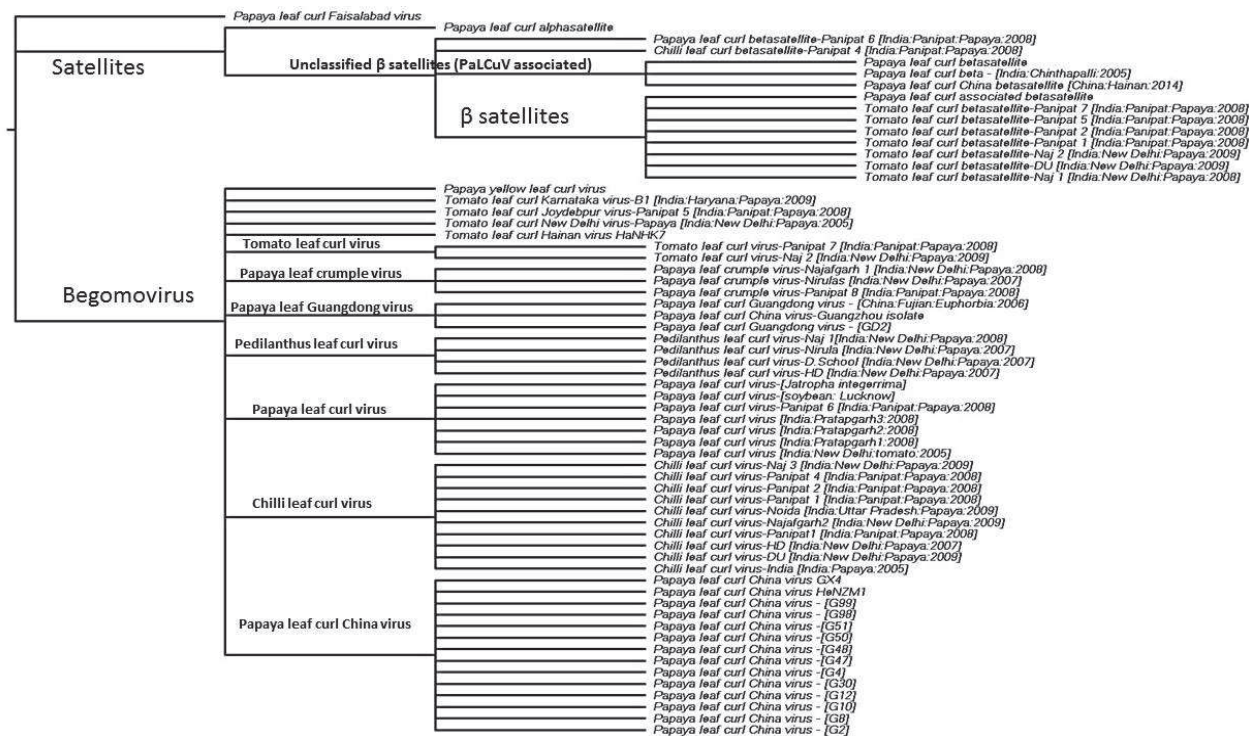 Papaya leaf curl Faisalabad virus
Papaya leaf curl alphasatellite
Papaya leaf curl betasatellite-Panipat 6 [India:Panipat:Papaya:2008]
Chilli leaf curl betasatellite-Panipat 4 [India:Panipat:Papaya:2008]
Satellites
Unclassified β satellites (PaLCuV associated)
Papaya leaf curl betasatellite
Papaya leaf curl beta - [India:Chinthapalli:2005]
Papaya leaf curl China betasatellite [China:Hainan:2014]
β satellites
Papaya leaf curl associated betasatellite
Tomato leaf curl betasatellite-Panipat 7 [India:Panipat:Papaya:2008]
Tomato leaf curl betasatellite-Panipat 5 [India:Panipat:Papaya:2008]
Tomato leaf curl betasatellite-Panipat 2 [India:Panipat:Papaya:2008]
Tomato leaf curl betasatellite-Panipat 1 [India:Panipat:Papaya:2008]
Tomato leaf curl betasatellite-Naj 2 [India:New Delhi:Papaya:2009]
Tomato leaf curl betasatellite-DU [India:New Delhi:Papaya:2009]
Tomato leaf curl betasatellite-Naj 1 [India:New Delhi:Papaya:2008]
Papaya yellow leaf curl virus
Tomato leaf curl Karnataka virus-B1 [India:Haryana:Papaya:2009]
Tomato leaf curl Joydebpur virus-Panipat 5 [India:Panipat:Papaya:2008]
Tomato leaf curl New Delhi virus-Papaya [India:New Delhi:Papaya:2005]
Tomato leaf curl Hainan virus HaNHK7
Tomato leaf curl virus
Tomato leaf curl virus-Panipat 7 [India:Panipat:Papaya:2008]
Tomato leaf curl virus-Naj 2 [India:New Delhi:Papaya:2009]
Begomovirus
Papaya leaf crumple virus
Papaya leaf crumple virus-Najafgarh 1 [India:New Delhi:Papaya:2008]
Papaya leaf crumple virus-Nirulas [India:New Delhi:Papaya:2007]
Papaya leaf crumple virus-Panipat 8 [India:Panipat:Papaya:2008]
Papaya leaf Guangdong virus
Papaya leaf curl Guangdong virus - [China:Fujian:Euphorbia:2006]
Papaya leaf curl China virus-Guangzhou isolate
Papaya leaf curl Guangdong virus - [GD2]
Pedilanthus leaf curl virus
Pedilanthus leaf curl virus-Naj 1[India:New Delhi:Papaya:2008]
Pedilanthus leaf curl virus-Nirula [India:New Delhi:Papaya:2007]
Pedilanthus leaf curl virus-D.School [India:New Delhi:Papaya:2007]
Pedilanthus leaf curl virus-HD [India:New Delhi:Papaya:2007]
Papaya leaf curl virus
Papaya leaf curl virus-[Jatropha integerrima]
Papaya leaf curl virus-[soybean: Lucknow]
Papaya leaf curl virus-Panipat 6 [India:Panipat:Papaya:2008]
Papaya leaf curl virus [India:Pratapgarh3:2008]
Papaya leaf curl virus [India:Pratapgarh2:2008]
Papaya leaf curl virus [India:Pratapgarh1:2008]
Papaya leaf curl virus [India:New Delhi:tomato:2005]
Chilli leaf curl virus
Chilli leaf curl virus-Naj 3 [India:New Delhi:Papaya:2009]
Chilli leaf curl virus-Panipat 4 [India:Panipat:Papaya:2008]
Chilli leaf curl virus-Panipat 2 [India:Panipat:Papaya:2008]
Chilli leaf curl virus-Panipat 1 [India:Panipat:Papaya:2008]
Chilli leaf curl virus-Noida [India:Uttar Pradesh:Papaya:2009]
Chilli leaf curl virus-Najafgarh2 [India:New Delhi:Papaya:2009]
Chilli leaf curl virus-Panipat1 [India:Panipat:Papaya:2008]
Chilli leaf curl virus-HD [India:New Delhi:Papaya:2007]
Chilli leaf curl virus-DU [India:New Delhi:Papaya:2009]
Chilli leaf curl virus-India [India:Papaya:2005]
Papaya leaf curl China virus
Papaya leaf curl China virus GX4
Papaya leaf curl China virus HeNZM1
Papaya leaf curl China virus - [G99]
Papaya leaf curl China virus - [G98]
Papaya leaf curl China virus -[G51]
Papaya leaf curl China virus -[G50]
Papaya leaf curl China virus -[G48]
Papaya leaf curl China virus -[G47]
Papaya leaf curl China virus -[G4]
Papaya leaf curl China virus - [G30]
Papaya leaf curl China virus - [G12]
Papaya leaf curl China virus - [G10]
Papaya leaf curl China virus - [G8]
Papaya leaf curl China virus - [G2]